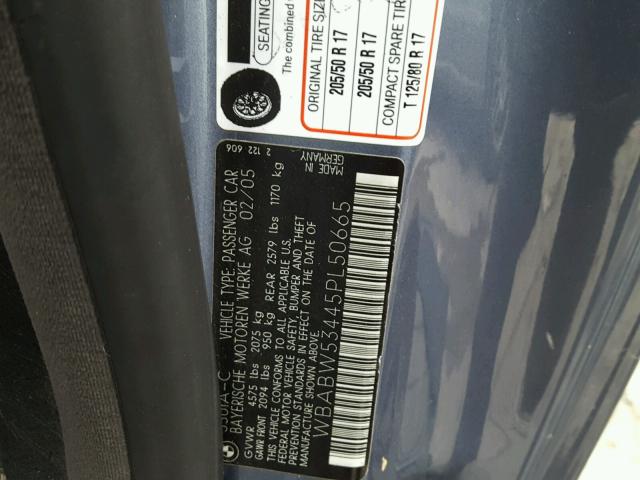 SEATING
The combined
ORIGINAL TIRE SIZE
205/50 R 17
205/50 R 17
COMPACT SPARE TIRE
T 125/80 R 17
2 122 606
330iA-C VEHICLE TYPE: PASSENGER CAR
BAYERISCHE MOTOREN WERKE AG 02/05
GVWR 4575 lbs 2075 kg
GAWR FRONT 2094 lbs 950 kg REAR 2579 lbs 1170 kg
THIS VEHICLE CONFORMS TO ALL APPLICABLE U.S.
FEDERAL MOTOR VEHICLE SAFETY, BUMPER AND THEFT
PREVENTION STANDARDS IN EFFECT ON THE DATE OF
MANUFACTURE SHOWN ABOVE.
MADE IN
GERMANY
WBABW53445PL50665